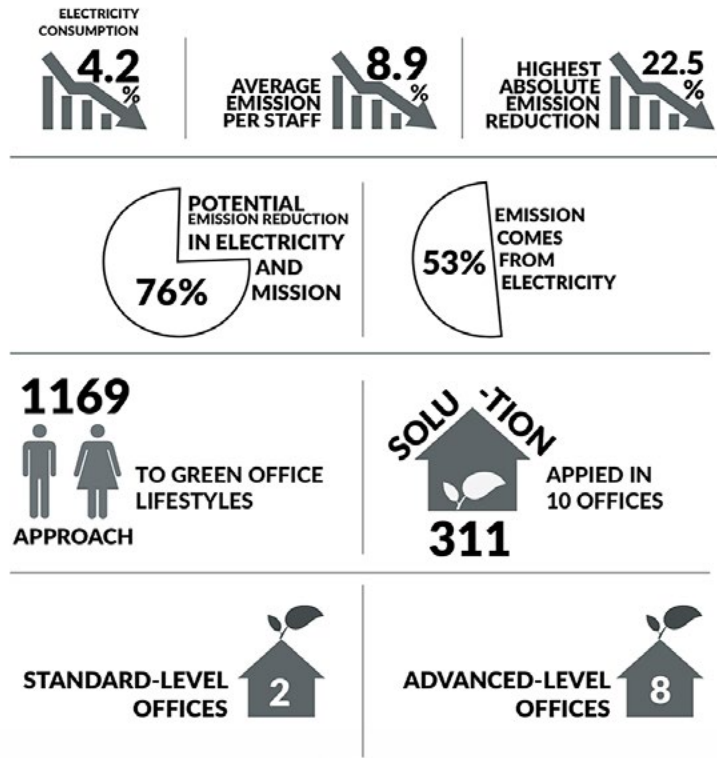 ELECTRICITY
CONSUMPTION
4.2
%
AVERAGE
EMISSION
PER STAFF
8.9
%
HIGHEST
ABSOLUTE
EMISSION
REDUCTION
22.5
%
POTENTIAL
EMISSION REDUCTION
IN ELECTRICITY
AND
MISSION
76%
53%
EMISSION
COMES
FROM
ELECTRICITY
1169
APPROACH
TO GREEN OFFICE
LIFESTYLES
SOLU -TION
311
APPIED IN
10 OFFICES
STANDARD-LEVEL
OFFICES
2
ADVANCED-LEVEL
OFFICES
8